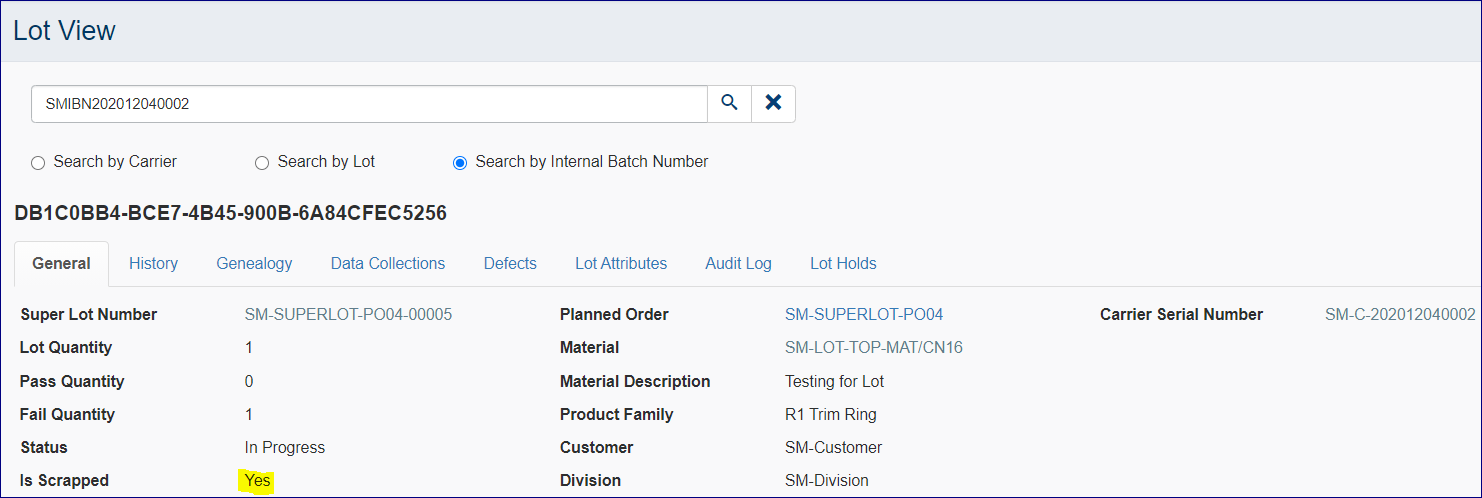 Lot View
SMIBN202012040002
Search by Carrier Search by Lot Search by Internal Batch Number
DB1C0BB4-BCE7-4B45-900B-6A84CFEC5256
General History Genealogy Data Collections Defects Lot Attributes Audit Log Lot Holds
Super Lot Number SM-SUPERLOT-PO04-00005 Planned Order SM-SUPERLOT-PO04 Carrier Serial Number SM-C-202012040002
Lot Quantity 1 Material SM-LOT-TOP-MAT/CN16
Pass Quantity 0 Material Description Testing for Lot
Fail Quantity 1 Product Family R1 Trim Ring
Status In Progress Customer SM-Customer
Is Scrapped Yes Division SM-Division